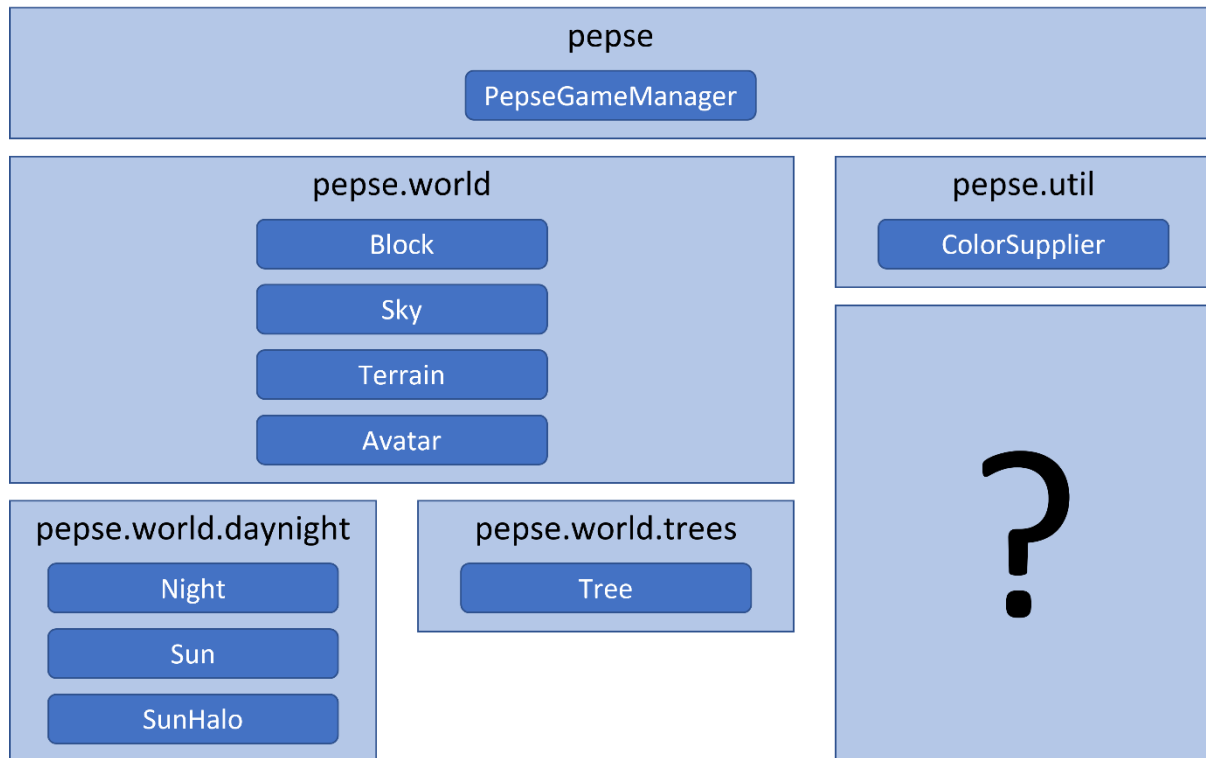 pepse
PepseGameManager
pepse.world
Block
Sky
Terrain
Avatar
pepse.util
ColorSupplier
pepse.world.daynight
Night
Sun
SunHalo
pepse.world.trees
Tree
?